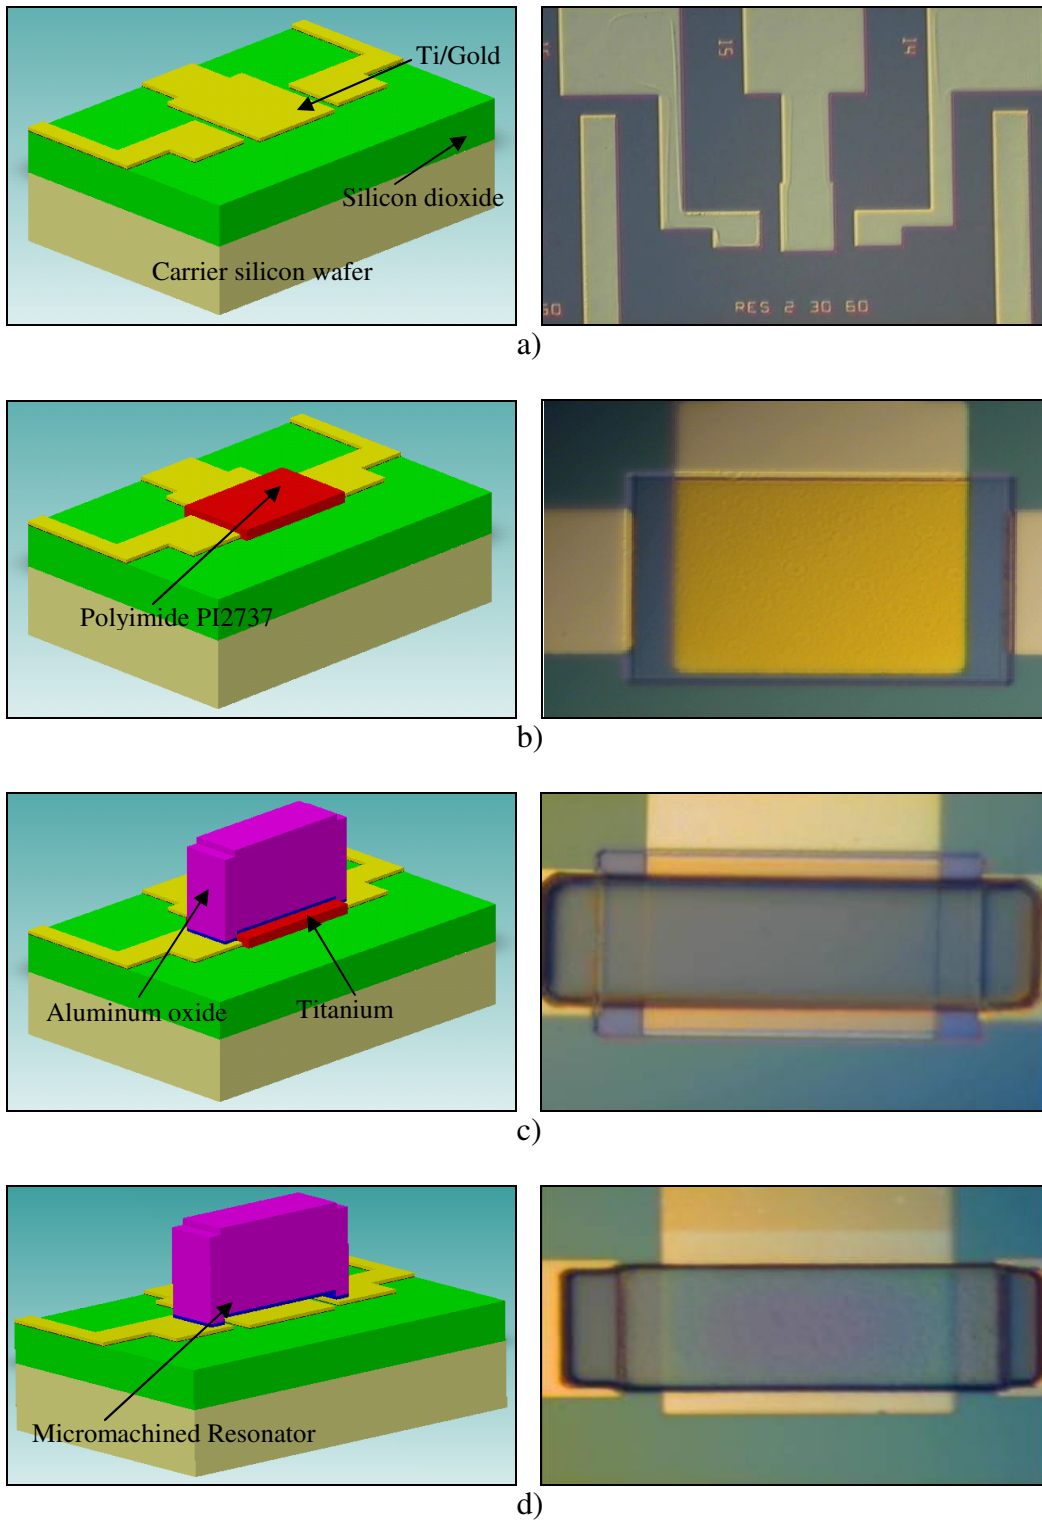 Ti/Gold
Silicon dioxide
Carrier silicon wafer
15
14
RES 2 30 60
60
a)
Polyimide PI2737
b)
Aluminum oxide
Titanium
c)
Micromachined Resonator
d)